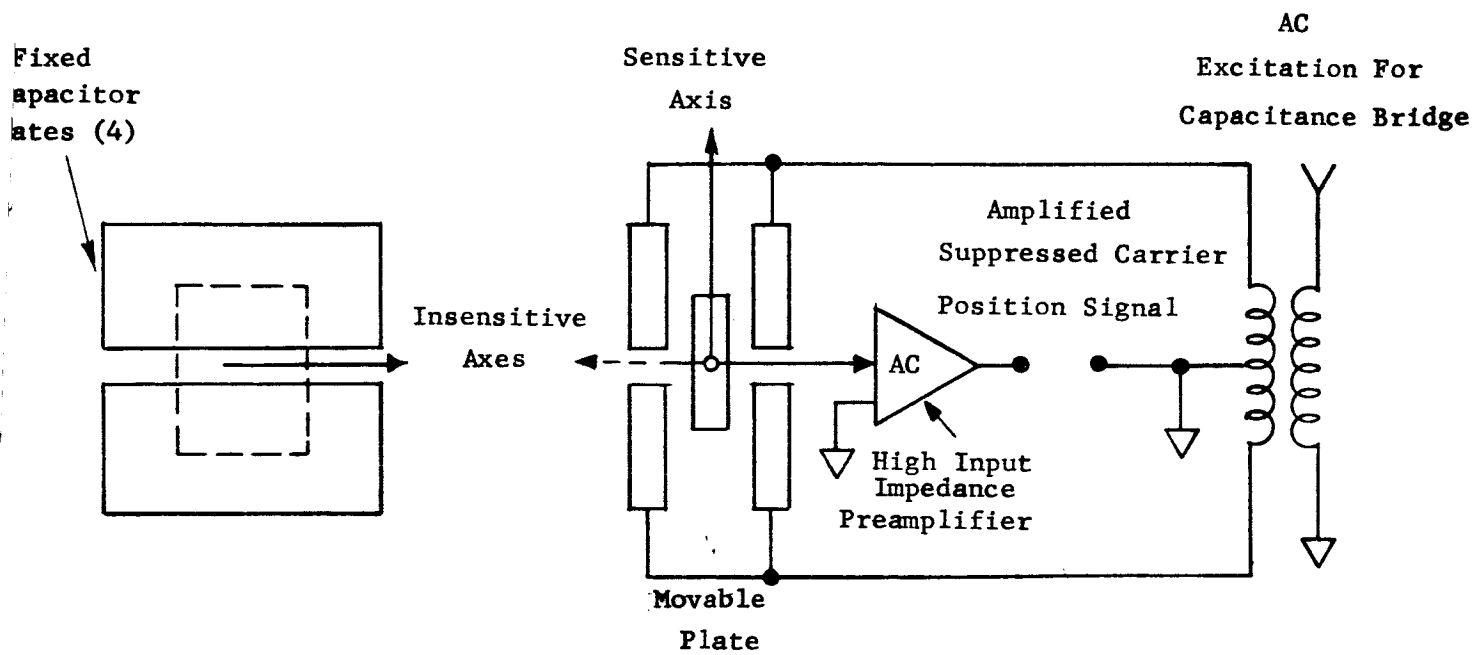 Fixed
apacitor
ates (4)
Sensitive
Axis
AC
Excitation For
Capacitance Bridge
Amplified
Suppressed Carrier
Position Signal
Insensitive
Axes
AC
High Input
Impedance
Preamplifier
Movable
Plate